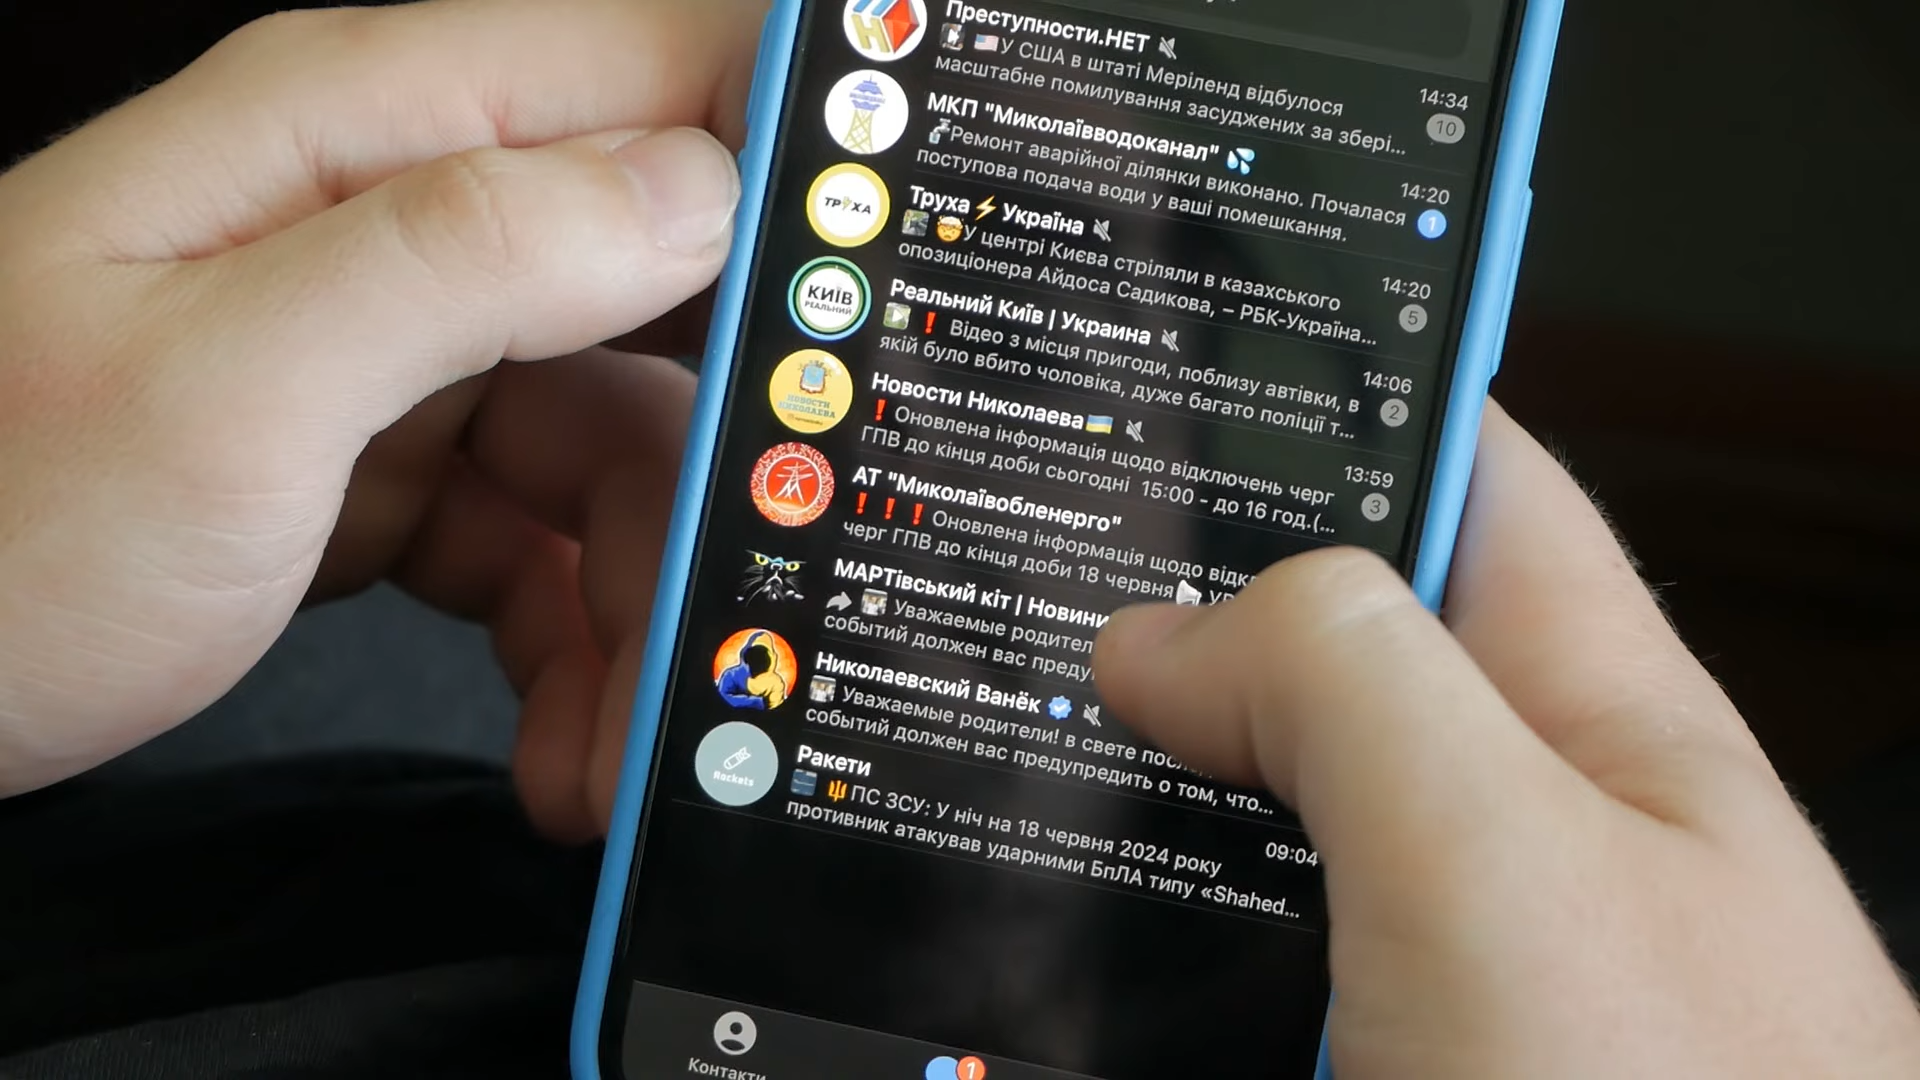 Преступности.НЕТ
У США в штаті Меріленд відбулося
масштабне помилування засуджених за збері...
14:34
10
МКП "Миколаївводоканал"
Ремонт аварійної ділянки виконано. Почалася
поступова подача води у ваші помешкання.
14:20
1
ТРУХА
Труха⚡Україна
У центрі Києва стріляли в казахського
опозиціонера Айдоса Садикова, – РБК-Україна...
14:20
5
КИЇВ
РЕАЛЬНИЙ
Реальний Київ | Украина
❗ Відео з місця пригоди, поблизу автівки, в
якій було вбито чоловіка, дуже багато поліції т...
14:06
2
НОВОСТИ
НИКОЛАЕВА
Новости Николаева🇺🇦
❗Оновлена інформація щодо відключень черг
ГПВ до кінця доби сьогодні 15:00 - до 16 год.(...
13:59
3
АТ "Миколаївобленерго"
❗❗❗Оновлена інформація щодо відк
черг ГПВ до кінця доби 18 червня
МАРТівський кіт | Новини
Уважаемые родител
событий должен вас преду
Николаевский Ванёк
Уважаемые родители! в свете посл
событий должен вас предупредить о том, что...
Rockets
Ракети
ПС ЗСУ: У ніч на 18 червня 2024 року
противник атакував ударними БпЛА типу «Shahed...
09:04
Контакти
1